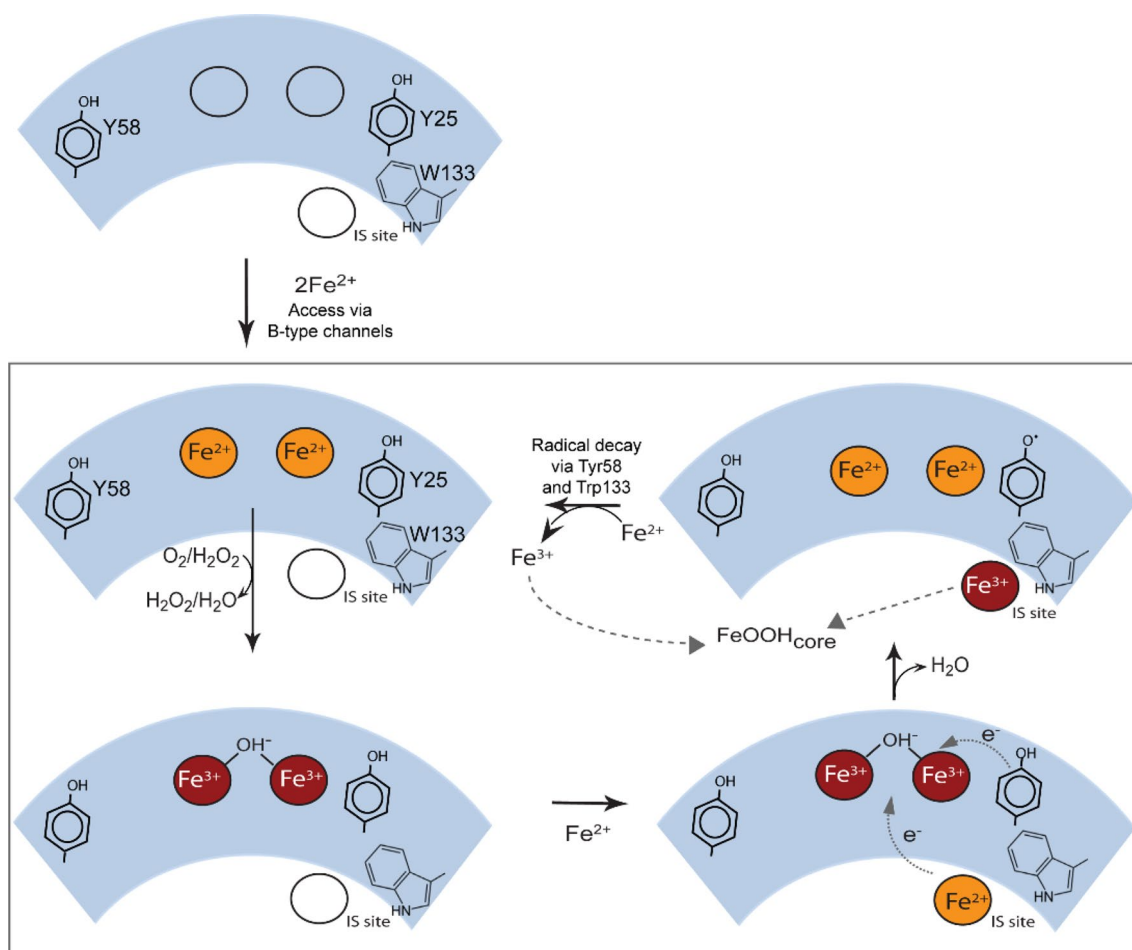 OH
Y58
OH
Y25
W133
HN
IS site
2Fe²⁺
Access via
B-type channels
OH
Y58
Fe²⁺
Fe²⁺
OH
Y25
W133
HN
IS site
O₂/H₂O₂
H₂O₂/H₂O
Radical decay
via Tyr58
and Trp133
Fe²⁺
Fe³⁺
FeOOH core
OH
Fe²⁺
Fe²⁺
O•
Fe³⁺
HN
IS site
H₂O
OH
Fe³⁺
OH⁻
Fe³⁺
OH
HN
IS site
Fe²⁺
OH
Fe³⁺
OH⁻
Fe³⁺
e⁻
OH
e⁻
Fe²⁺
HN
IS site